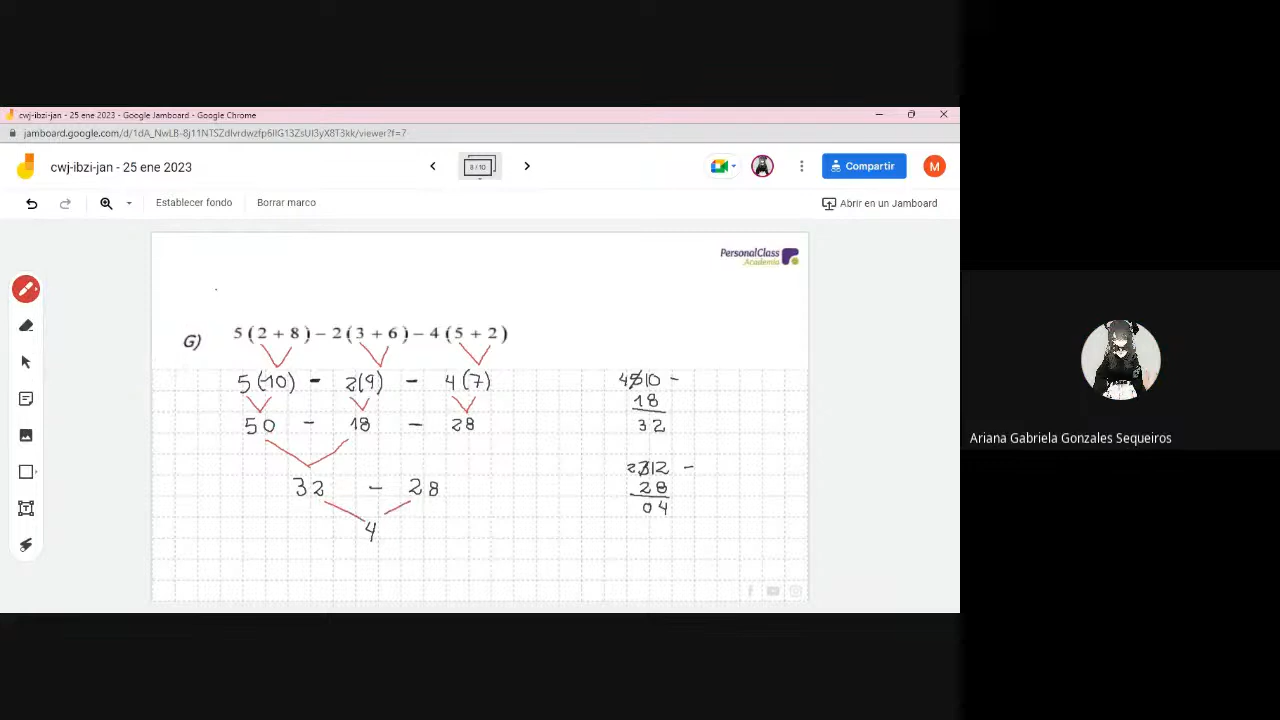 cwj-ibzi-jan - 25 ene 2023 - Google Jamboard - Google Chrome
jamboard.google.com/d/1dA_NwLB-8j11NTSZdlvrdwzfp6IIG13ZsUI3yX8T3kk/viewer?f=7
cwj-ibzi-jan - 25 ene 2023
8 / 10
Compartir
M
Establecer fondo
Borrar marco
Abrir en un Jamboard
PersonalClass
Academia
G) 5 ( 2 + 8 ) – 2 ( 3 + 6 ) – 4 ( 5 + 2 )
5 (10) - 2(9) - 4(7)
50 - 18 - 28
32 - 28
4
4510 -
18
32
2312 -
28
04
Ariana Gabriela Gonzales Sequeiros